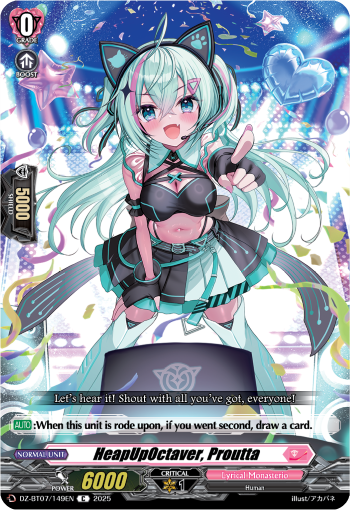 0
GRADE
BOOST
5000
SHIELD
Let's hear it! Shout with all you've got, everyone!
AUTO:When this unit is rode upon, if you went second, draw a card.
NORMAL UNIT
HeapUpOctaver, Proutta
POWER 6000
CRITICAL
1
Lyrical Monasterio
Human
DZ-BT07/149EN C 2025
illust/アカバネ